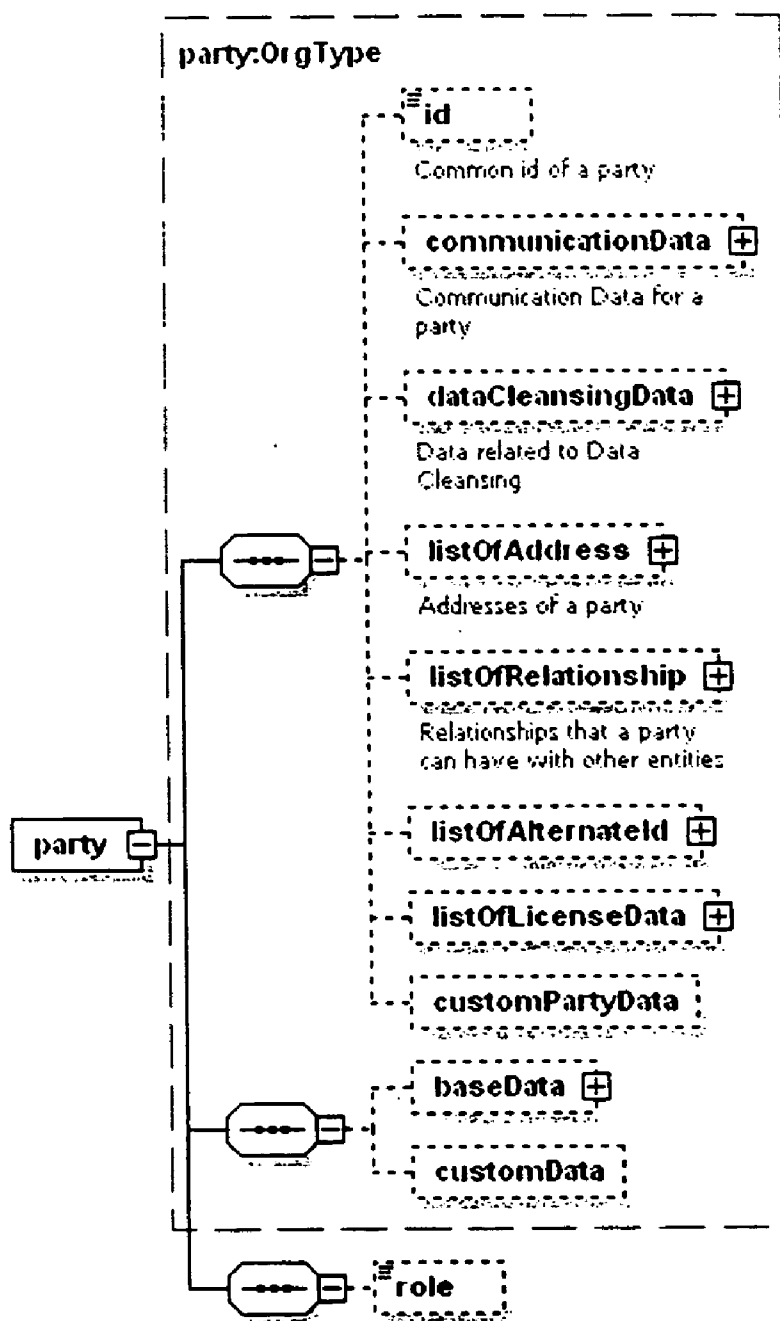 party:OrgType
id
Common id of a party
communicationData
Communication Data for a
party
dataCleansingData
Data related to Data
Cleansing
listOfAddress
Addresses of a party
listOfRelationship
Relationships that a party
can have with other entities
party
listOfAlternateId
listOfLicenseData
customPartyData
baseData
customData
role